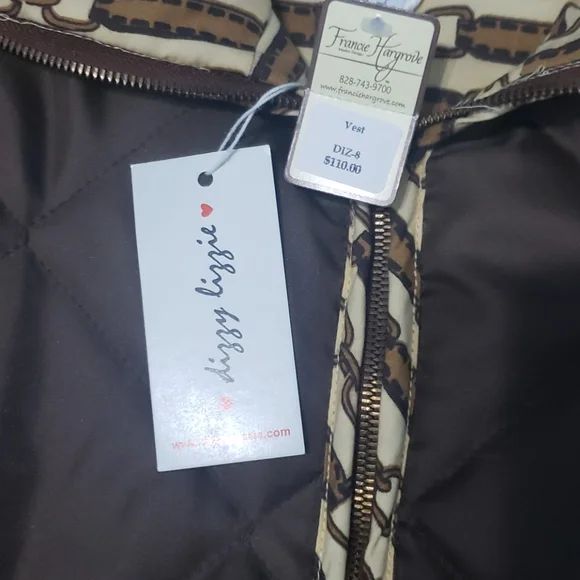 Francie Hargrove
828-743-9700
www.franciehargrove.com
Vest
DIZ-8
$110.00
dizzy lizzie